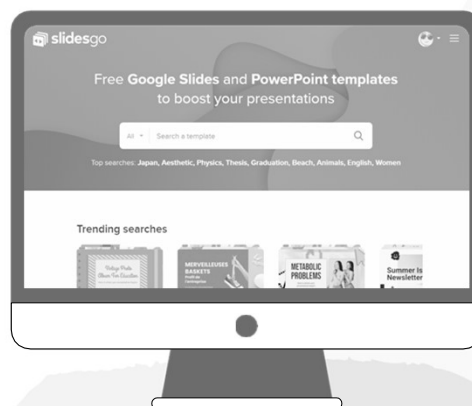 slidesgo
Free Google Slides and PowerPoint templates
to boost your presentations
All
Search a template
Top searches: Japan, Aesthetic, Physics, Thesis, Graduation, Beach, Animals, English, Women
Trending searches
MERVEILLEUSES
BASKETS
METABOLIC
PROBLEMS
Summer Is
Newsletter